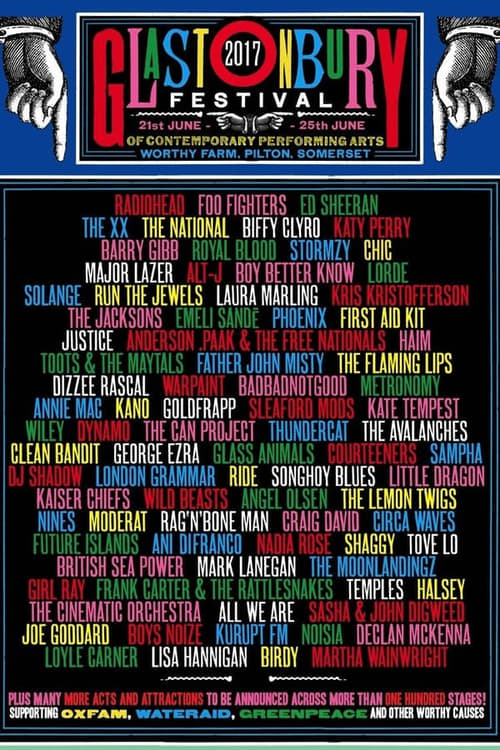 GLASTONBURY
2017
FESTIVAL
21ST JUNE - 25TH JUNE
OF CONTEMPORARY PERFORMING ARTS
WORTHY FARM, PILTON, SOMERSET
RADIOHEAD FOO FIGHTERS ED SHEERAN
THE XX THE NATIONAL BIFFY CLYRO KATY PERRY
BARRY GIBB ROYAL BLOOD STORMZY CHIC
MAJOR LAZER ALT-J BOY BETTER KNOW LORDE
SOLANGE RUN THE JEWELS LAURA MARLING KRIS KRISTOFFERSON
THE JACKSONS EMELI SANDĒ PHOENIX FIRST AID KIT
JUSTICE ANDERSON .PAAK & THE FREE NATIONALS HAIM
TOOTS & THE MAYTALS FATHER JOHN MISTY THE FLAMING LIPS
DIZZEE RASCAL WARPAINT BADBADNOTGOOD METRONOMY
ANNIE MAC KANO GOLDFRAPP SLEAFORD MODS KATE TEMPEST
WILEY DYNAMO THE CAN PROJECT THUNDERCAT THE AVALANCHES
CLEAN BANDIT GEORGE EZRA GLASS ANIMALS COURTEENERS SAMPHA
DJ SHADOW LONDON GRAMMAR RIDE SONGHOY BLUES LITTLE DRAGON
KAISER CHIEFS WILD BEASTS ANGEL OLSEN THE LEMON TWIGS
NINES MODERAT RAG'N'BONE MAN CRAIG DAVID CIRCA WAVES
FUTURE ISLANDS ANI DIFRANCO NADIA ROSE SHAGGY TOVE LO
BRITISH SEA POWER MARK LANEGAN THE MOONLANDINGZ
GIRL RAY FRANK CARTER & THE RATTLESNAKES TEMPLES HALSEY
THE CINEMATIC ORCHESTRA ALL WE ARE SASHA & JOHN DIGWEED
JOE GODDARD BOYS NOIZE KURUPT FM NOISIA DECLAN MCKENNA
LOYLE CARNER LISA HANNIGAN BIRDY MARTHA WAINWRIGHT
PLUS MANY MORE ACTS AND ATTRACTIONS TO BE ANNOUNCED ACROSS MORE THAN ONE HUNDRED STAGES!
SUPPORTING OXFAM, WATERAID, GREENPEACE AND OTHER WORTHY CAUSES